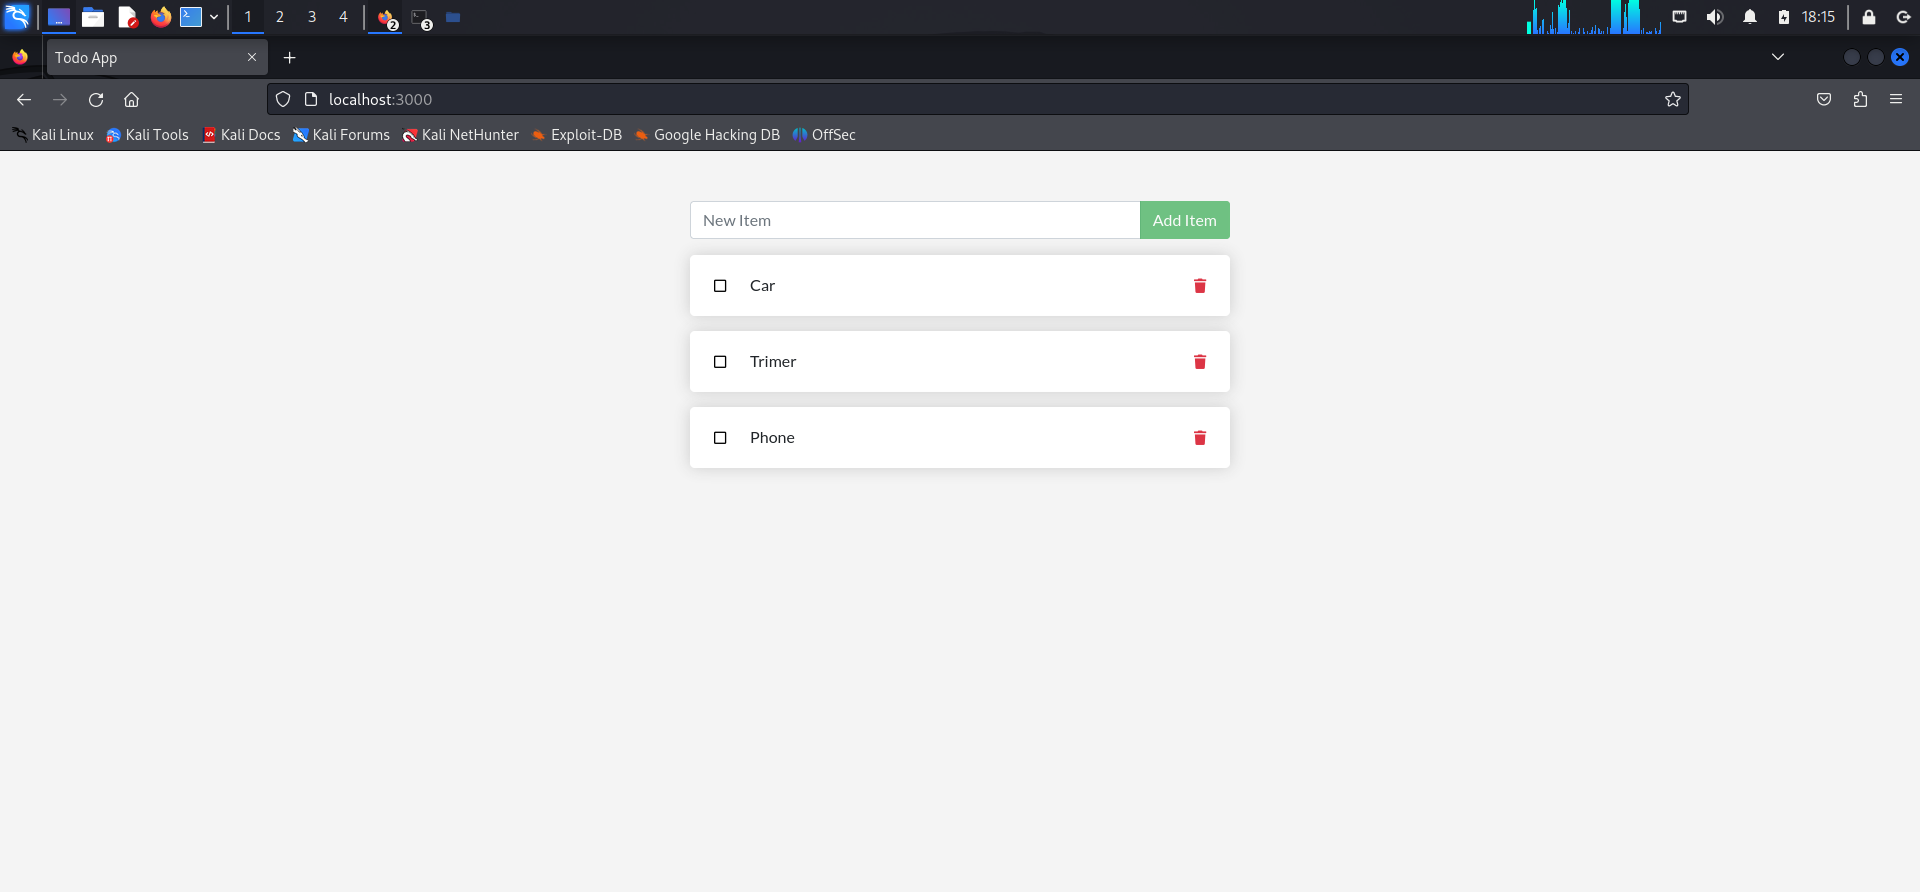 1 2 3 4 2 3 18:15
Todo App
localhost:3000
Kali Linux Kali Tools Kali Docs Kali Forums Kali NetHunter Exploit-DB Google Hacking DB OffSec
New Item Add Item
Car
Trimer
Phone